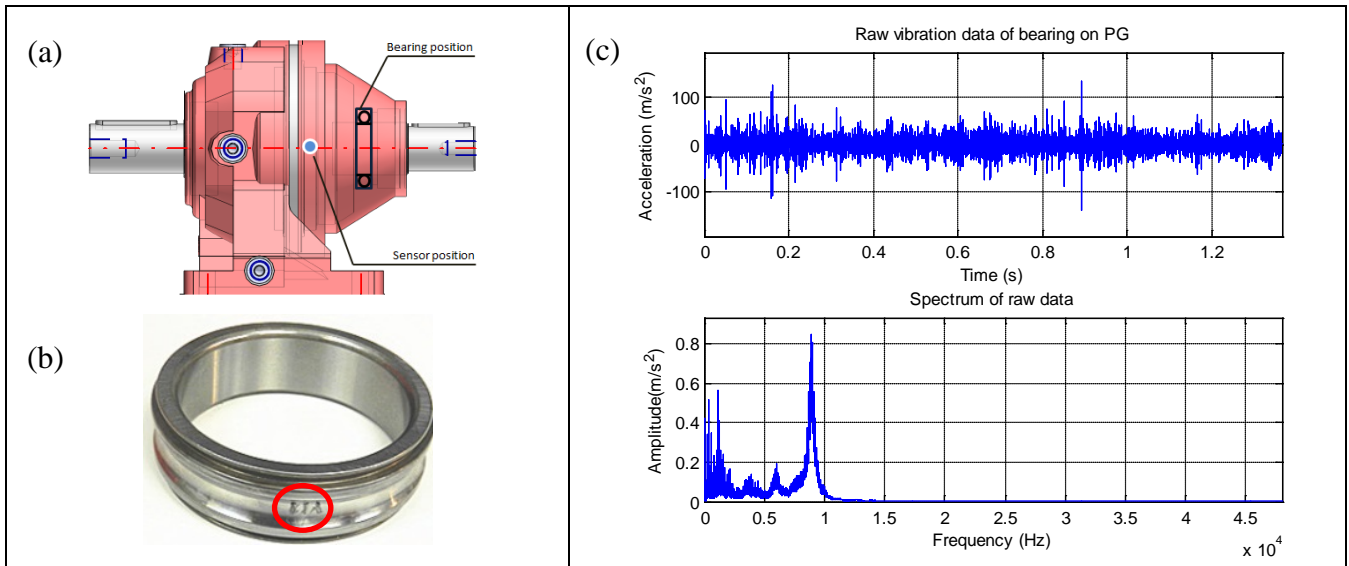 (a)
Bearing position
Sensor position
(b)
(c)
Raw vibration data of bearing on PG
Acceleration (m/s²)
100
0
-100
0
0.2
0.4
0.6
0.8
1
1.2
Time (s)
Spectrum of raw data
Amplitude(m/s²)
0.8
0.6
0.4
0.2
0
0
0.5
1
1.5
2
2.5
3
3.5
4
4.5
Frequency (Hz)
x 10⁴